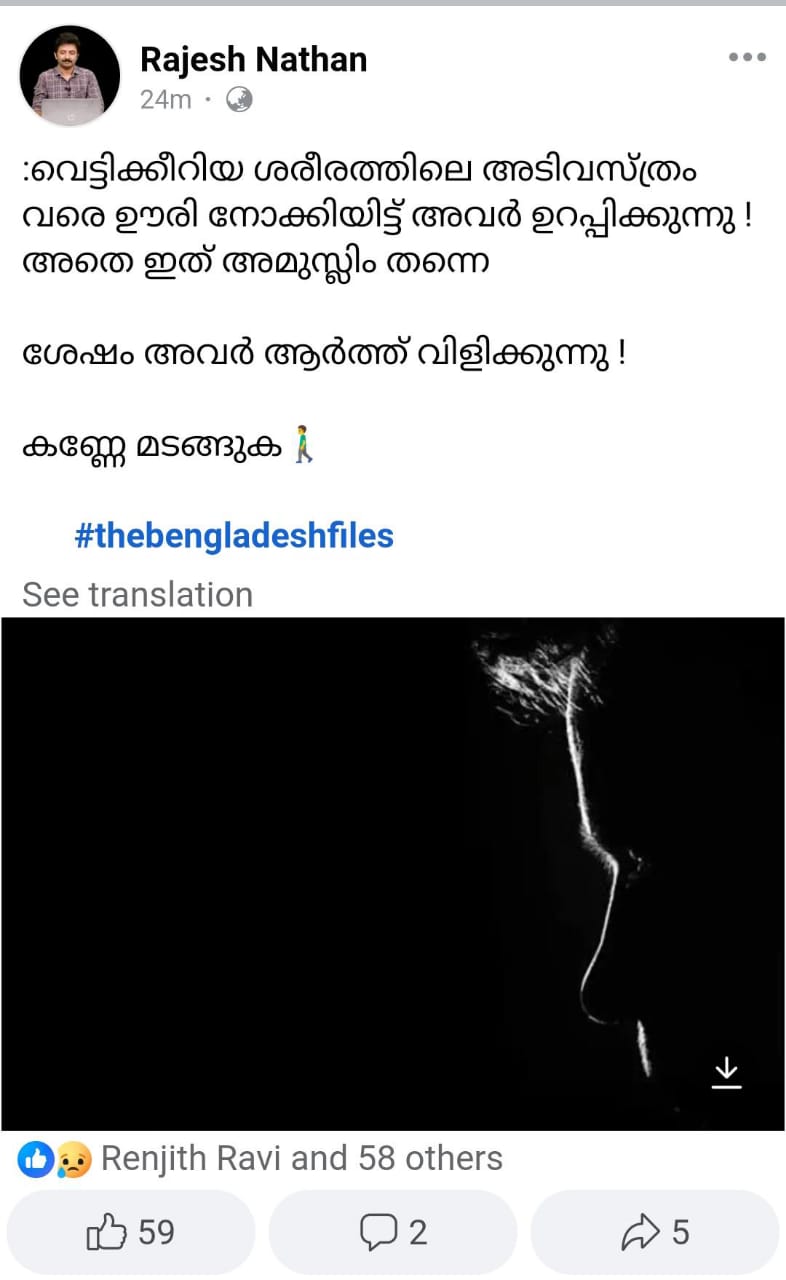 Rajesh Nathan
24m
:വെട്ടിക്കീറിയ ശരീരത്തിലെ അടിവസ്ത്രം
വരെ ഊരി നോക്കിയിട്ട് അവർ ഉറപ്പിക്കുന്നു !
അതെ ഇത് അമുസ്ലിം തന്നെ
ശേഷം അവർ ആർത്ത് വിളിക്കുന്നു !
കണ്ണേ മടങ്ങുക🚶‍♂️
#thebengladeshfiles
See translation
Renjith Ravi and 58 others
59
2
5